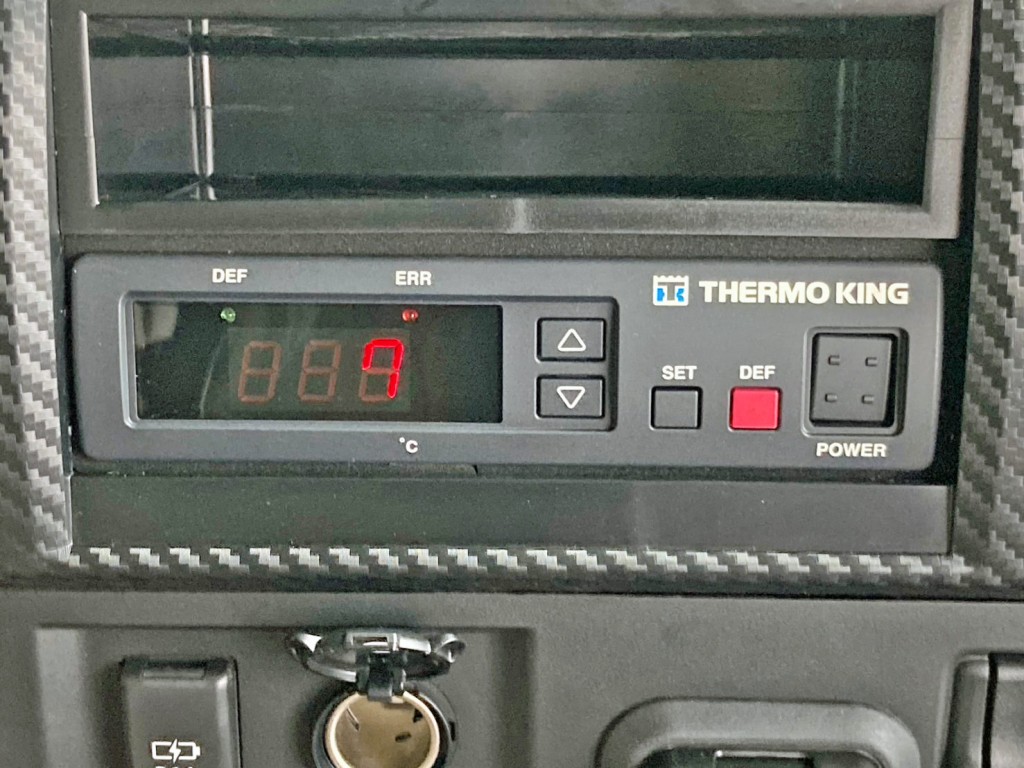 DEF ERR
THERMO KING
7
SET DEF
°C
POWER